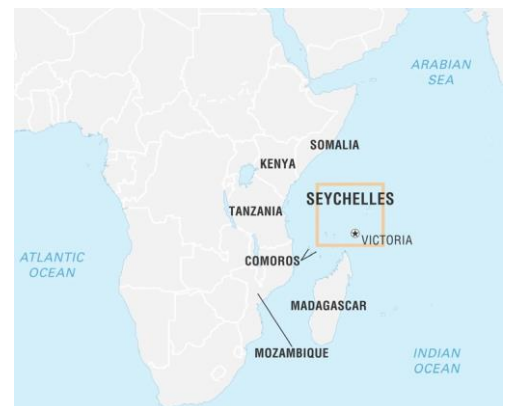 ARABIAN
SEA
SOMALIA
KENYA
SEYCHELLES
TANZANIA
VICTORIA
ATLANTIC
OCEAN
COMOROS
MADAGASCAR
MOZAMBIQUE
INDIAN
OCEAN